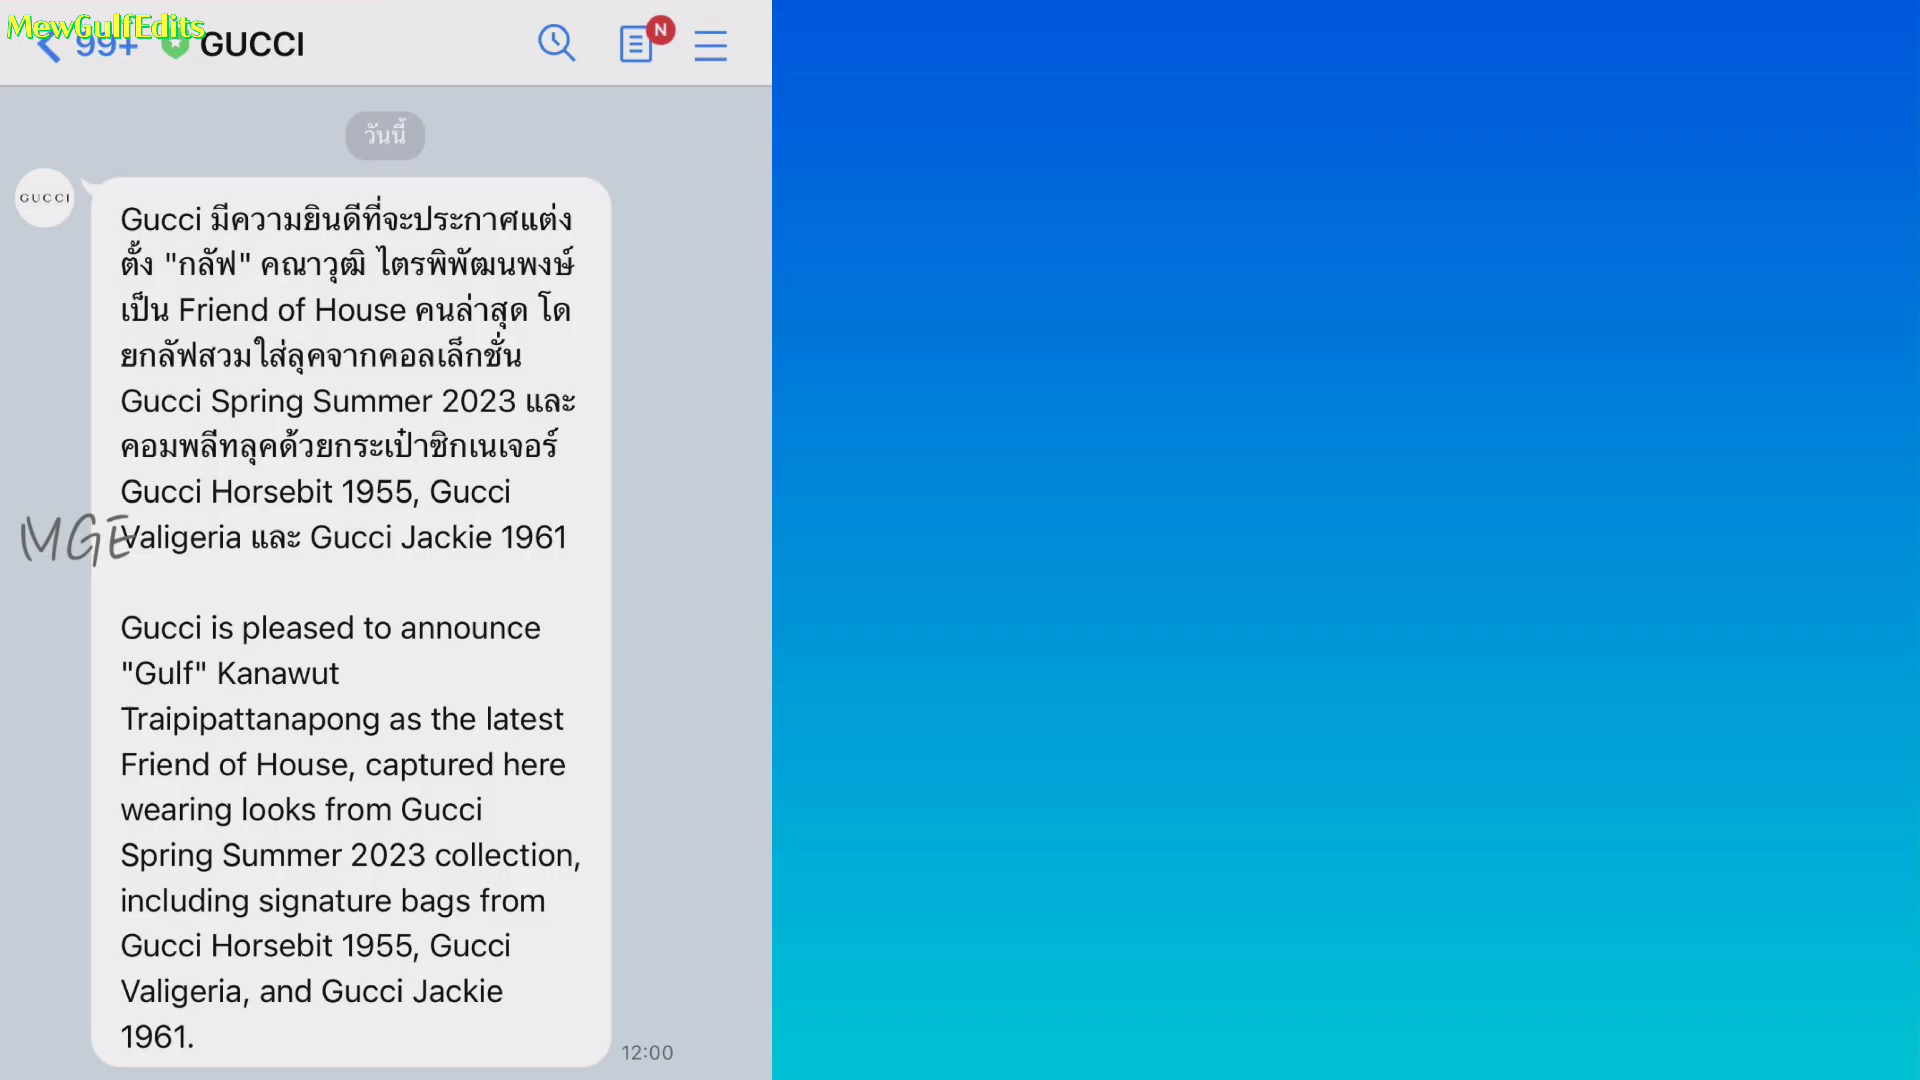 MewGulfEdits
99+ GUCCI
N
วันนี้
GUCCI
Gucci มีความยินดีที่จะประกาศแต่ง
ตั้ง "กลัฟ" คณาวุฒิ ไตรพิพัฒนพงษ์
เป็น Friend of House คนล่าสุด โด
ยกลัฟสวมใส่ลุคจากคอลเล็กชั่น
Gucci Spring Summer 2023 และ
คอมพลีทลุคด้วยกระเป๋าซิกเนเจอร์
Gucci Horsebit 1955, Gucci
Valigeria และ Gucci Jackie 1961
MGE
Gucci is pleased to announce
"Gulf" Kanawut
Traipipattanapong as the latest
Friend of House, captured here
wearing looks from Gucci
Spring Summer 2023 collection,
including signature bags from
Gucci Horsebit 1955, Gucci
Valigeria, and Gucci Jackie
1961.
12:00